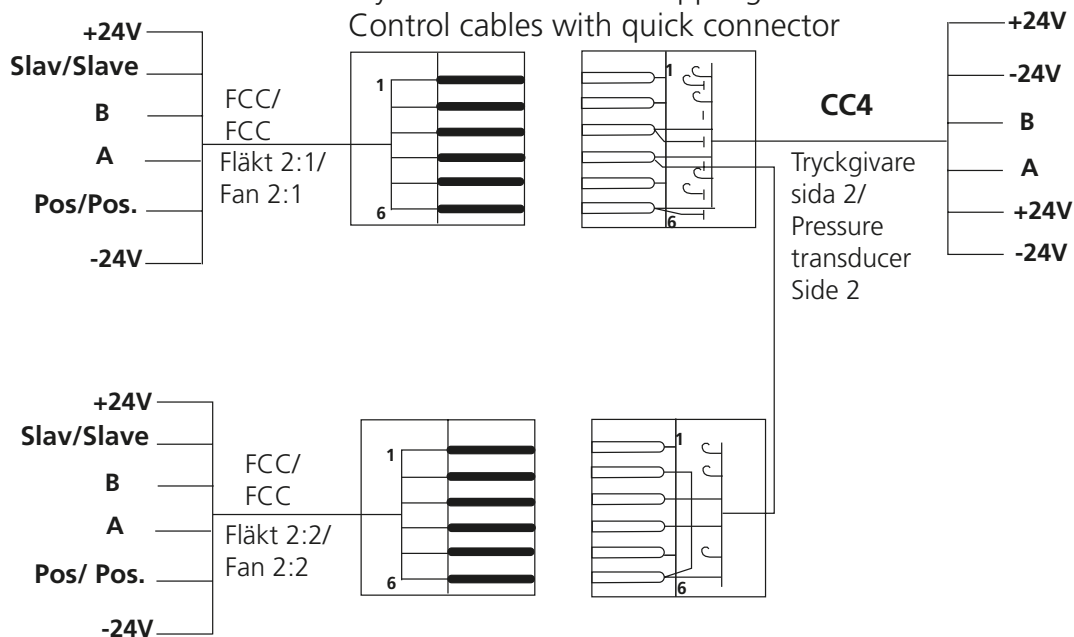 Control cables with quick connector
+24V
Slav/Slave
B
A
Pos/Pos.
-24V
FCC/
FCC
Fläkt 2:1/
Fan 2:1
1
6
1
6
CC4
Tryckgivare
sida 2/
Pressure
transducer
Side 2
+24V
-24V
B
A
+24V
-24V
+24V
Slav/Slave
B
A
Pos/ Pos.
-24V
FCC/
FCC
Fläkt 2:2/
Fan 2:2
1
6
1
6